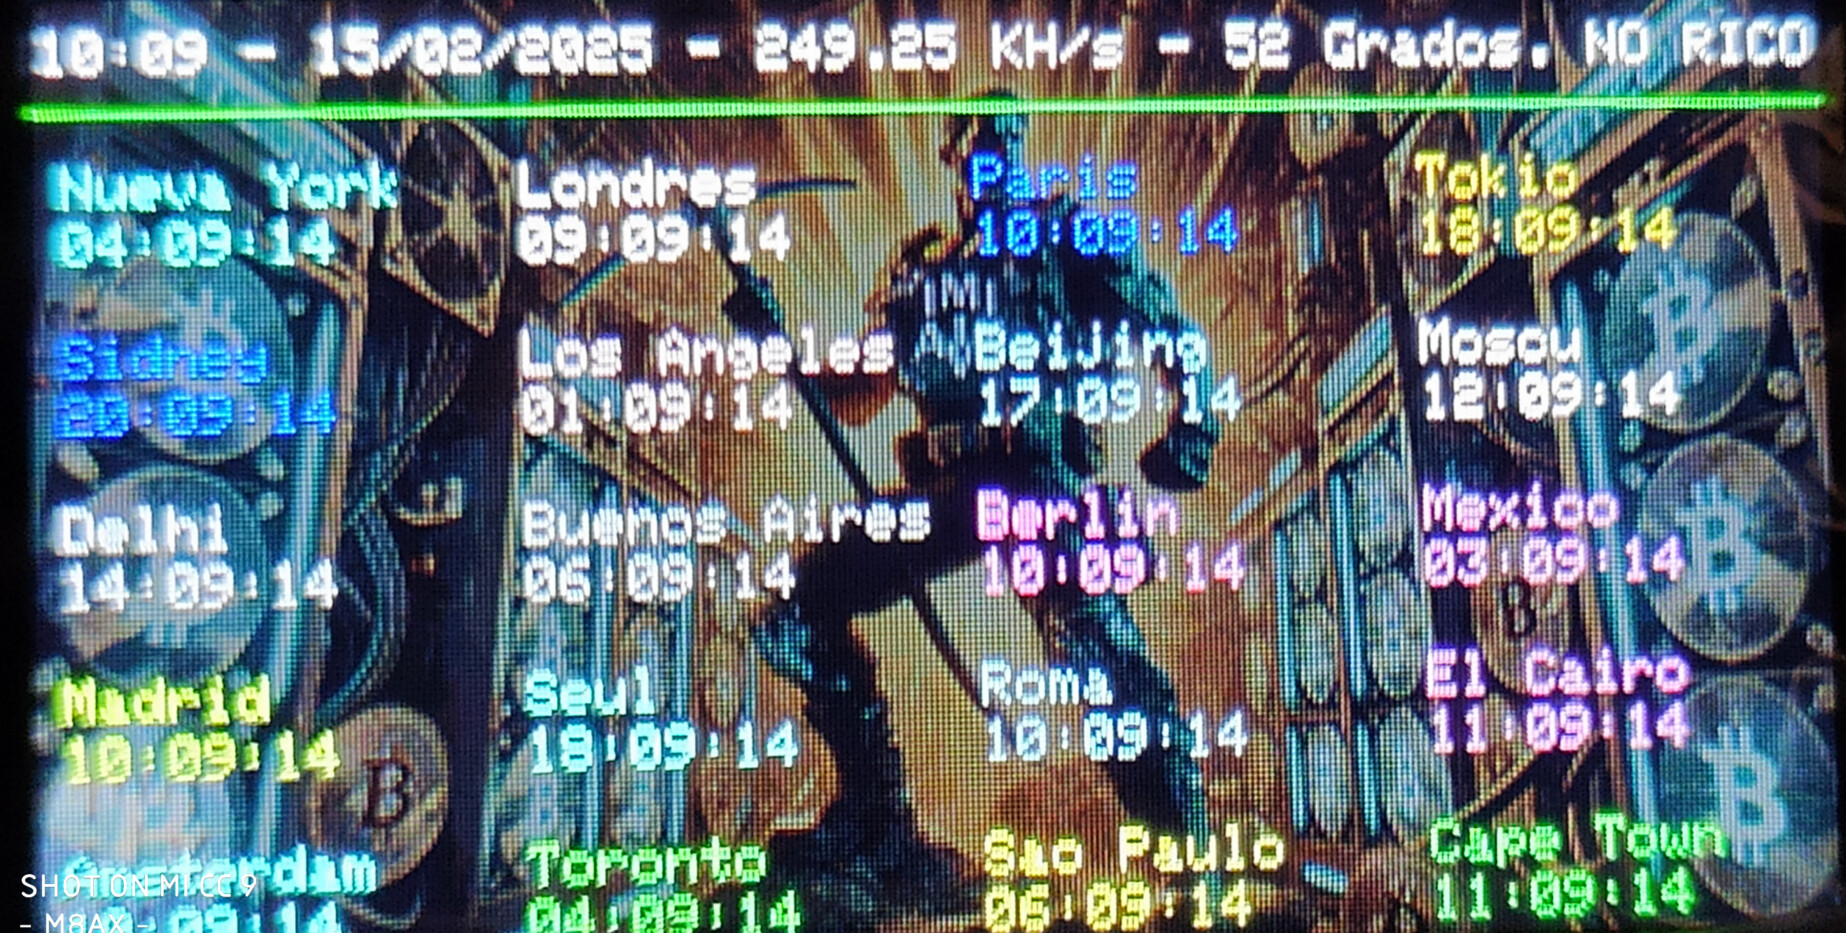 10:09 - 15/02/2025 - 249.25 KH/s - 52 Grados. NO RICO
Nueva York
04:09:14
Londres
09:09:14
Paris
10:09:14
Tokio
18:09:14
Sidney
20:09:14
Los Angeles
01:09:14
Beijing
17:09:14
Moscu
12:09:14
Delhi
14:09:14
Buenos Aires
06:09:14
Berlin
10:09:14
Mexico
03:09:14
Madrid
10:09:14
Seul
18:09:14
Roma
10:09:14
El Cairo
11:09:14
Amsterdam
:09:14
Toronto
04:09:14
Sao Paulo
06:09:14
Cape Town
11:09:14
SHOT ON MI CC 9
- M8AX -